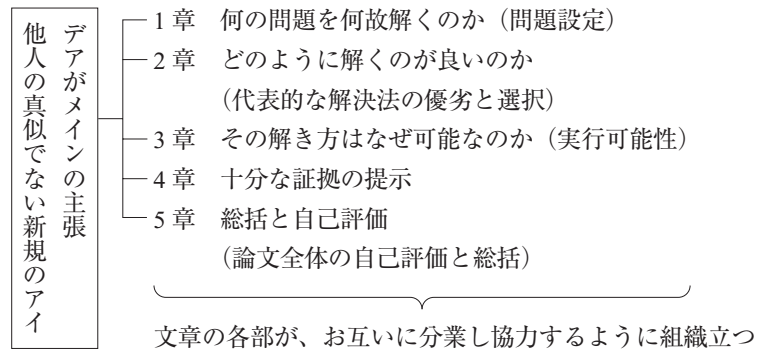 他人の真似でない新規のアイ
デアがメインの主張
1 章　何の問題を何故解くのか（問題設定）
2 章　どのように解くのが良いのか
（代表的な解決法の優劣と選択）
3 章　その解き方はなぜ可能なのか（実行可能性）
4 章　十分な証拠の提示
5 章　総括と自己評価
（論文全体の自己評価と総括）
文章の各部が、お互いに分業し協力するように組織立つ